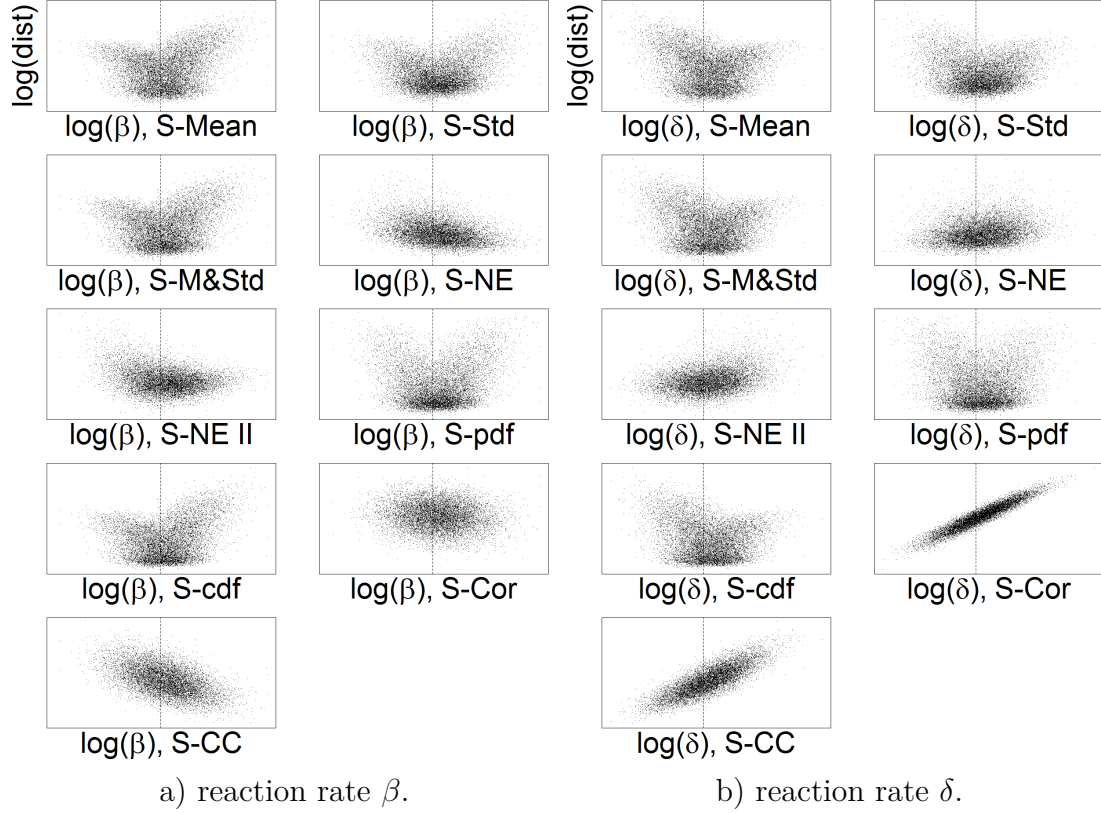 log(dist)
log(β), S-Mean
log(β), S-Std
log(β), S-M&Std
log(β), S-NE
log(β), S-NE II
log(β), S-pdf
log(β), S-cdf
log(β), S-Cor
log(β), S-CC
a) reaction rate β.
log(dist)
log(δ), S-Mean
log(δ), S-Std
log(δ), S-M&Std
log(δ), S-NE
log(δ), S-NE II
log(δ), S-pdf
log(δ), S-cdf
log(δ), S-Cor
log(δ), S-CC
b) reaction rate δ.